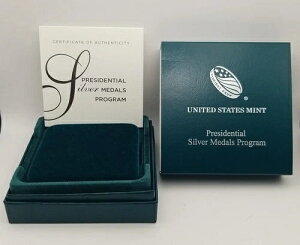 CERTIFICATE OF AUTHENTICITY
PRESIDENTIAL
Silver MEDALS
PROGRAM
UNITED STATES MINT
Presidential
Silver Medals Program